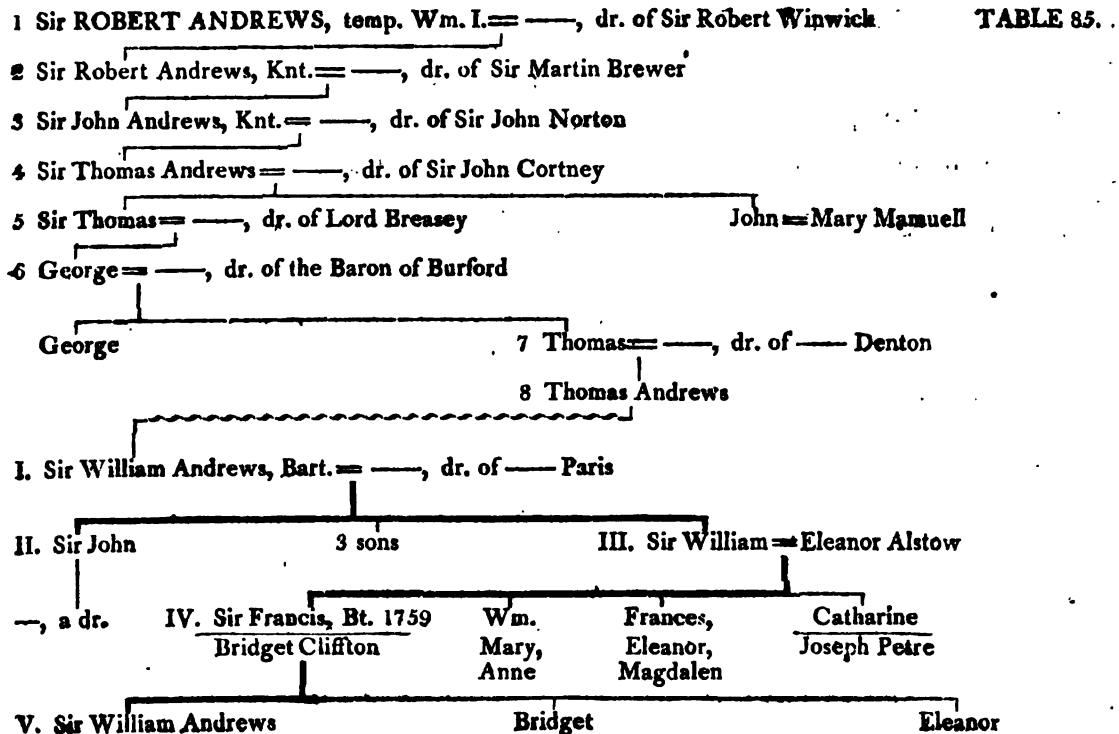 1 Sir ROBERT ANDREWS, temp. Wm. I.=——, dr. of Sir Robert Winwick TABLE 85.
2 Sir Robert Andrews, Knt.=——, dr. of Sir Martin Brewer
3 Sir John Andrews, Knt.=——, dr. of Sir John Norton
4 Sir Thomas Andrews=——, dr. of Sir John Cortney
5 Sir Thomas=——, dr. of Lord Breasey John=Mary Mamuell
6 George=——, dr. of the Baron of Burford
George 7 Thomas=——, dr. of —— Denton
8 Thomas Andrews
I. Sir William Andrews, Bart.=——, dr. of —— Paris
II. Sir John 3 sons III. Sir William=Eleanor Alstow
—, a dr. IV. Sir Francis, Bt. 1759 Wm. Frances, Catharine
Bridget Cliffton Mary, Eleanor, Joseph Petre
Anne Magdalen
V. Sir William Andrews Bridget Eleanor